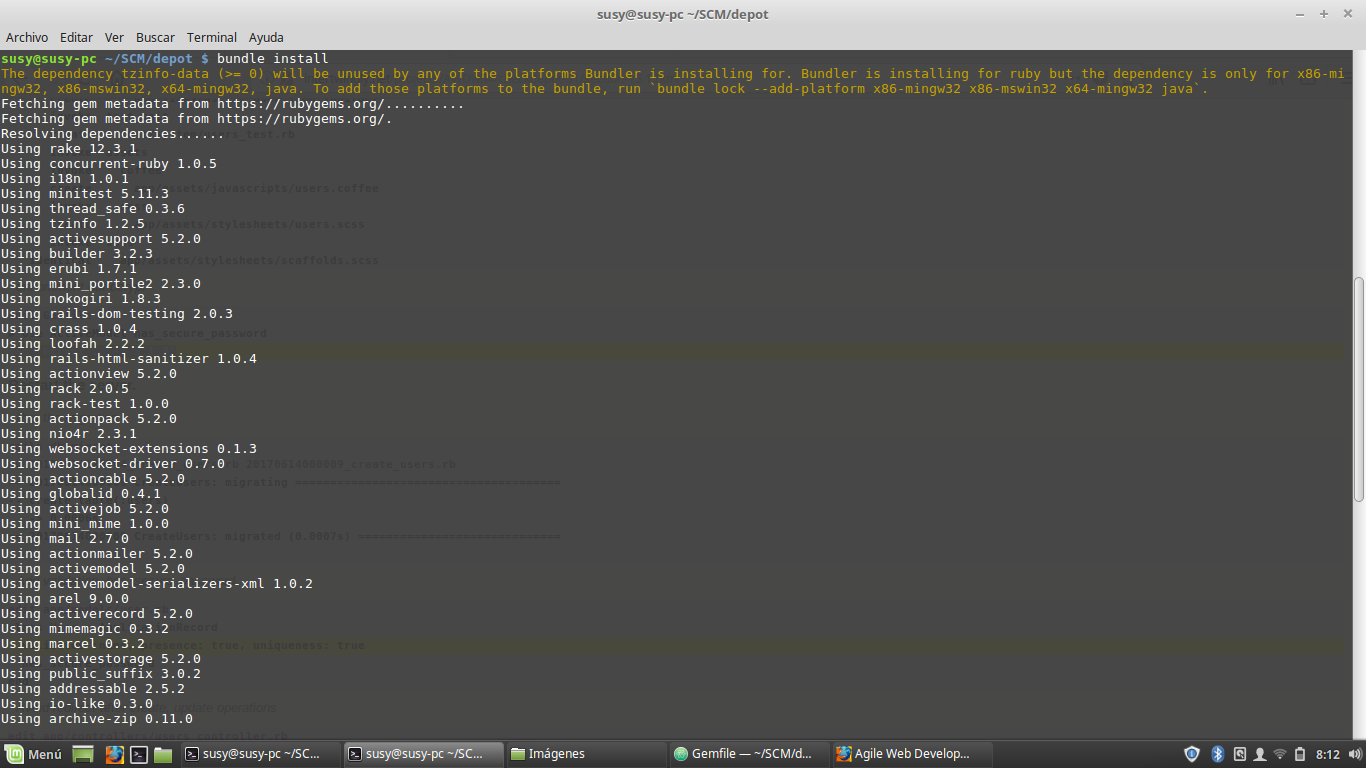 susy@susy-pc ~/SCM/depot
Archivo Editar Ver Buscar Terminal Ayuda
susy@susy-pc ~/SCM/depot $ bundle install
The dependency tzinfo-data (>= 0) will be unused by any of the platforms Bundler is installing for. Bundler is installing for ruby but the dependency is only for x86-mi
ngw32, x86-mswin32, x64-mingw32, java. To add those platforms to the bundle, run `bundle lock --add-platform x86-mingw32 x86-mswin32 x64-mingw32 java`.
Fetching gem metadata from https://rubygems.org/..........
Fetching gem metadata from https://rubygems.org/.
Resolving dependencies......
Using rake 12.3.1
Using concurrent-ruby 1.0.5
Using i18n 1.0.1
Using minitest 5.11.3
Using thread_safe 0.3.6
Using tzinfo 1.2.5
Using activesupport 5.2.0
Using builder 3.2.3
Using erubi 1.7.1
Using mini_portile2 2.3.0
Using nokogiri 1.8.3
Using rails-dom-testing 2.0.3
Using crass 1.0.4
Using loofah 2.2.2
Using rails-html-sanitizer 1.0.4
Using actionview 5.2.0
Using rack 2.0.5
Using rack-test 1.0.0
Using actionpack 5.2.0
Using nio4r 2.3.1
Using websocket-extensions 0.1.3
Using websocket-driver 0.7.0
Using actioncable 5.2.0
Using globalid 0.4.1
Using activejob 5.2.0
Using mini_mime 1.0.0
Using mail 2.7.0
Using actionmailer 5.2.0
Using activemodel 5.2.0
Using activemodel-serializers-xml 1.0.2
Using arel 9.0.0
Using activerecord 5.2.0
Using mimemagic 0.3.2
Using marcel 0.3.2
Using activestorage 5.2.0
Using public_suffix 3.0.2
Using addressable 2.5.2
Using io-like 0.3.0
Using archive-zip 0.11.0
Menú susy@susy-pc ~/SC... susy@susy-pc ~/SC... Imágenes Gemfile — ~/SCM/d... Agile Web Develop... 8:12